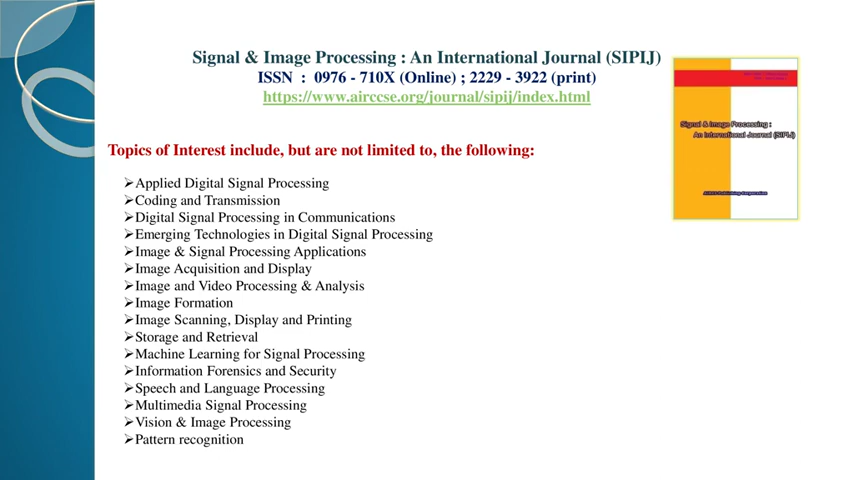 Signal & Image Processing : An International Journal (SIPIJ)
ISSN : 0976 - 710X (Online) ; 2229 - 3922 (print)
https://www.airccse.org/journal/sipij/index.html
Signal & Image Processing :
An International Journal (SIPIJ)
AIRCC Publishing Corporation
Topics of Interest include, but are not limited to, the following:
➢Applied Digital Signal Processing
➢Coding and Transmission
➢Digital Signal Processing in Communications
➢Emerging Technologies in Digital Signal Processing
➢Image & Signal Processing Applications
➢Image Acquisition and Display
➢Image and Video Processing & Analysis
➢Image Formation
➢Image Scanning, Display and Printing
➢Storage and Retrieval
➢Machine Learning for Signal Processing
➢Information Forensics and Security
➢Speech and Language Processing
➢Multimedia Signal Processing
➢Vision & Image Processing
➢Pattern recognition